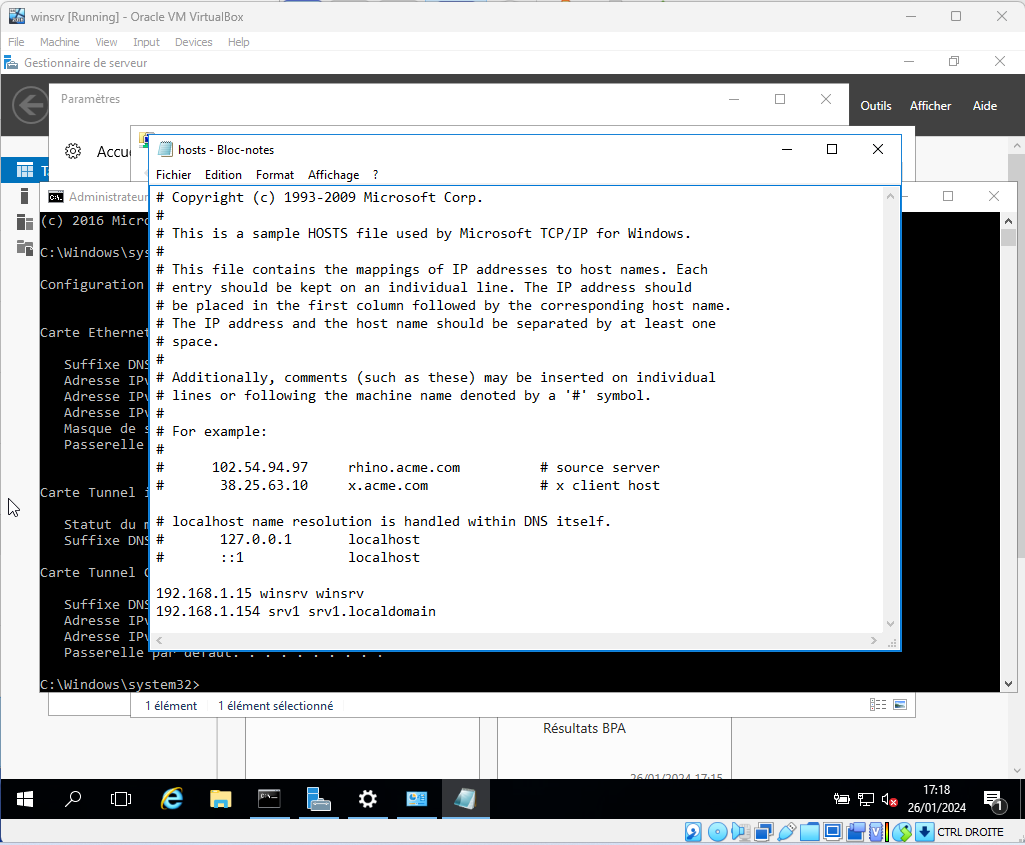 winsrv [Running] - Oracle VM VirtualBox
File Machine View Input Devices Help
Gestionnaire de serveur
Paramètres
Outils Afficher Aide
Accu
hosts - Bloc-notes
Fichier Edition Format Affichage ?
Administrateur
# Copyright (c) 1993-2009 Microsoft Corp.
#
# This is a sample HOSTS file used by Microsoft TCP/IP for Windows.
#
# This file contains the mappings of IP addresses to host names. Each
# entry should be kept on an individual line. The IP address should
# be placed in the first column followed by the corresponding host name.
# The IP address and the host name should be separated by at least one
# space.
#
# Additionally, comments (such as these) may be inserted on individual
# lines or following the machine name denoted by a '#' symbol.
#
# For example:
#
#      102.54.94.97     rhino.acme.com          # source server
#       38.25.63.10     x.acme.com              # x client host

# localhost name resolution is handled within DNS itself.
#       127.0.0.1       localhost
#       ::1             localhost

192.168.1.15 winsrv winsrv
192.168.1.154 srv1 srv1.localdomain
(c) 2016 Micro
C:\Windows\sys
Configuration
Carte Ethernet
Suffixe DNS
Adresse IPv
Adresse IPv
Adresse IPv
Masque de s
Passerelle
Carte Tunnel i
Statut du m
Suffixe DNS
Carte Tunnel
Suffixe DNS
Adresse IPv
Adresse IPv
Passerelle par défaut. . . . . . . . . .
C:\Windows\system32>
1 élément 1 élément sélectionné
Résultats BPA
26/01/2024 17:15
17:18
26/01/2024
1
CTRL DROITE